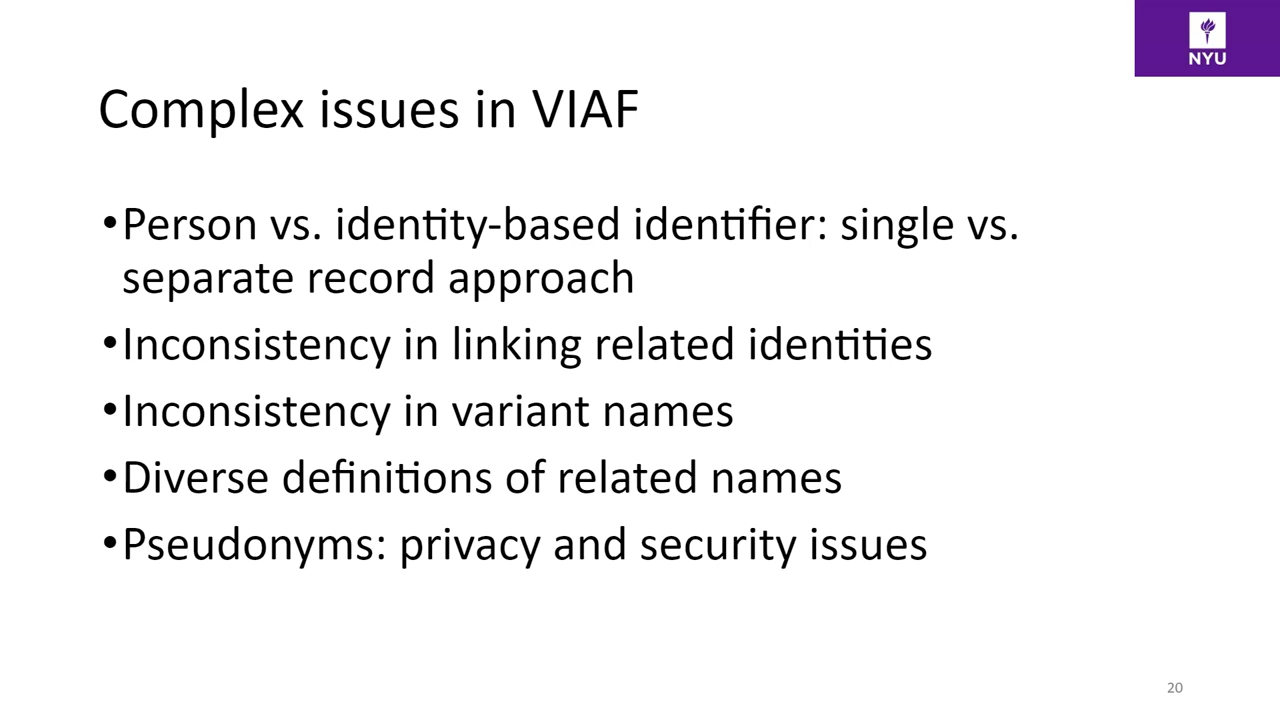 NYU
Complex issues in VIAF
•Person vs. identity-based identifier: single vs.
separate record approach
•Inconsistency in linking related identities
•Inconsistency in variant names
•Diverse definitions of related names
•Pseudonyms: privacy and security issues
20